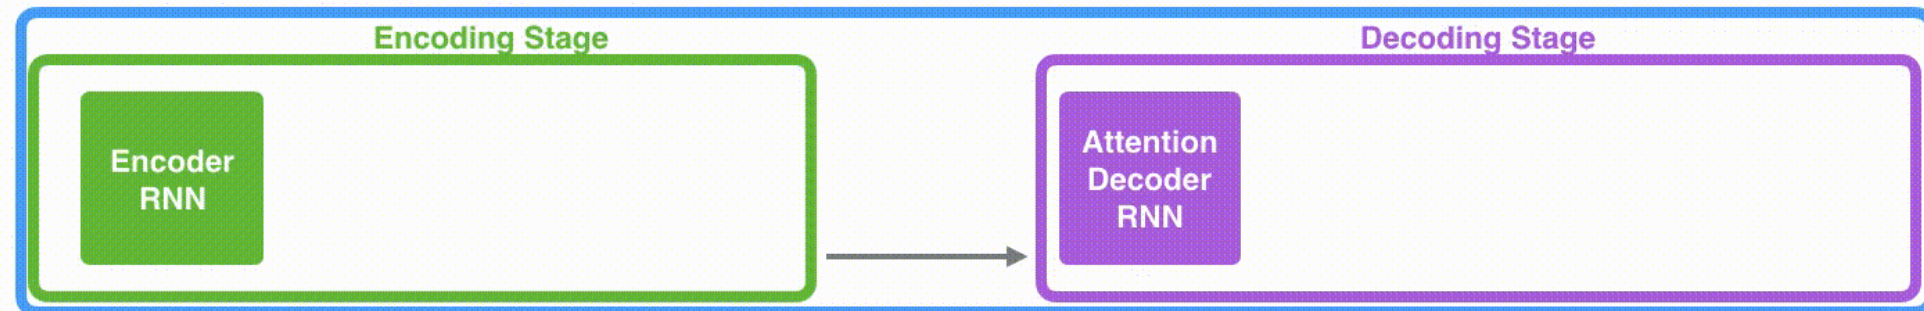 Encoding Stage
Decoding Stage
Encoder
RNN
Attention
Decoder
RNN